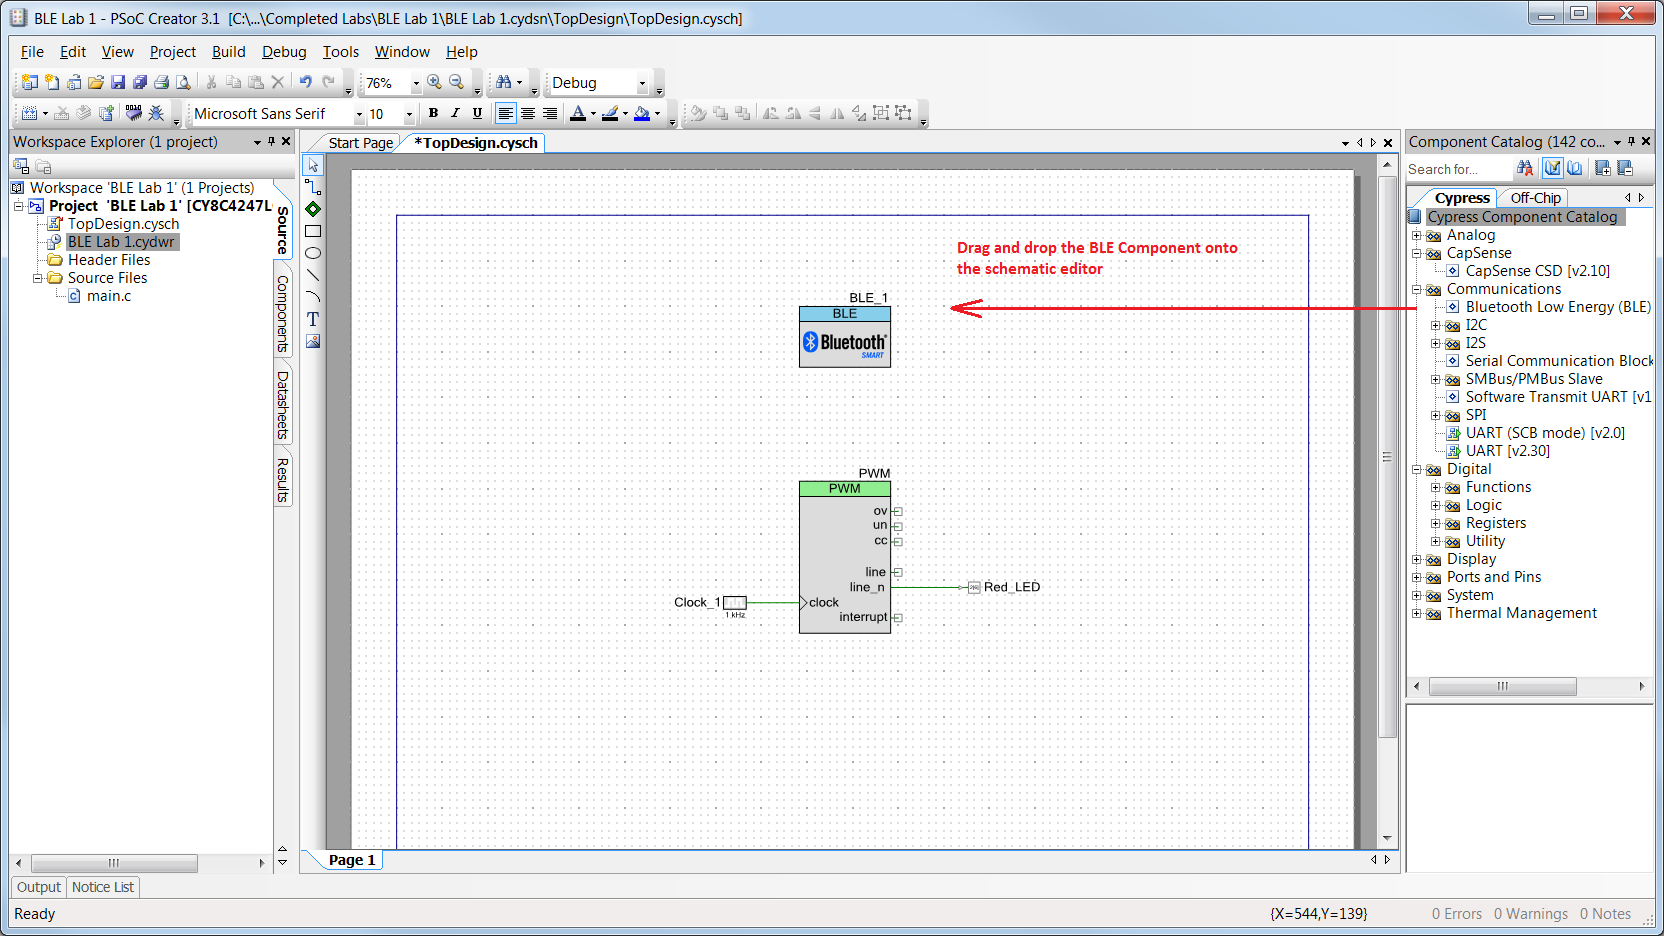 BLE Lab 1 - PSoC Creator 3.1 [C:\...\Completed Labs\BLE Lab 1\BLE Lab 1.cydsn\TopDesign\TopDesign.cysch]
File Edit View Project Build Debug Tools Window Help
76% Debug
Microsoft Sans Serif 10 B I U A
Workspace Explorer (1 project)
Workspace 'BLE Lab 1' (1 Projects)
Project 'BLE Lab 1' [CY8C4247L
TopDesign.cysch
BLE Lab 1.cydwr
Header Files
Source Files
main.c
Source
Components
Datasheets
Results
Start Page *TopDesign.cysch
T
Drag and drop the BLE Component onto
the schematic editor
BLE_1
BLE
Bluetooth
SMART
PWM
PWM
ov
un
cc
line
line_n
Red_LED
Clock_1
1 kHz
clock
interrupt
Page 1
Component Catalog (142 co...
Search for...
Cypress Off-Chip
Cypress Component Catalog
Analog
CapSense
CapSense CSD [v2.10]
Communications
Bluetooth Low Energy (BLE)
I2C
I2S
Serial Communication Block
SMBus/PMBus Slave
Software Transmit UART [v1
SPI
UART (SCB mode) [v2.0]
UART [v2.30]
Digital
Functions
Logic
Registers
Utility
Display
Ports and Pins
System
Thermal Management
Output Notice List
Ready {X=544,Y=139} 0 Errors 0 Warnings 0 Notes